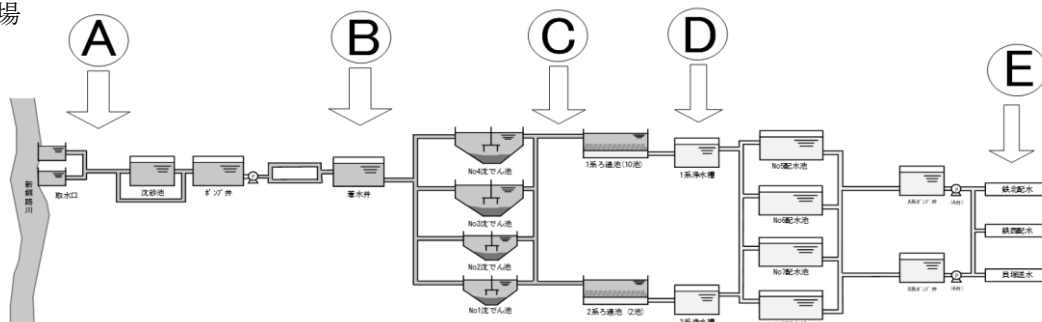 場
A
B
C
D
E
新釧路川
取水口
沈砂池
ポンプ井
着水井
No4沈でん池
No3沈でん池
No2沈でん池
No1沈でん池
1系ろ過池(10池)
2系ろ過池(2池)
1系浄水槽
No5配水池
No6配水池
No7配水池
鉄北配水
鉄西配水
貝塚送水